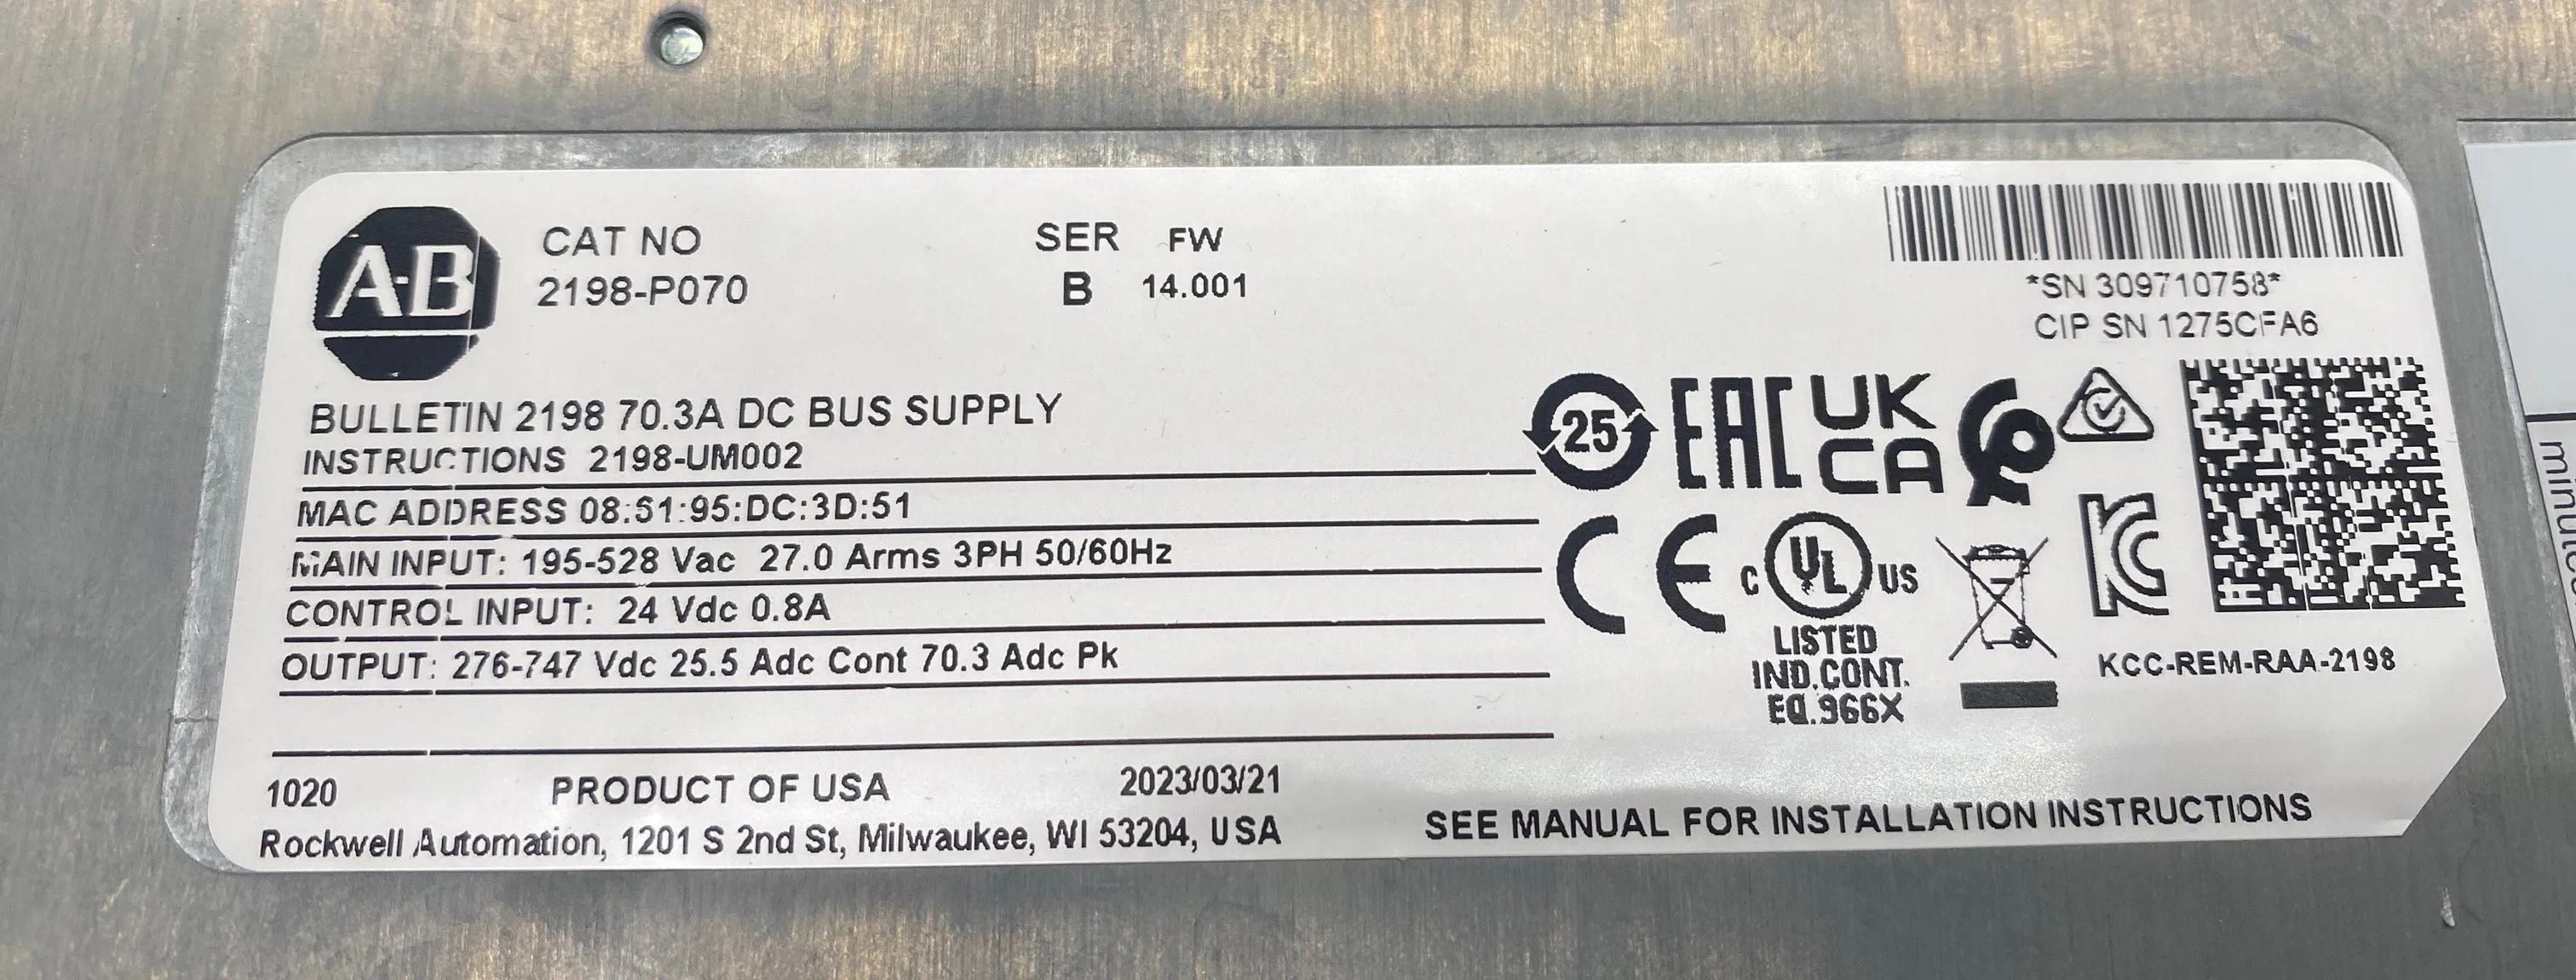 A-B
CAT NO
2198-P070
SER FW
B 14.001
*SN 309710758*
CIP SN 1275CFA6
BULLETIN 2198 70.3A DC BUS SUPPLY
INSTRUCTIONS 2198-UM002
MAC ADDRESS 08:61:95:DC:3D:51
MAIN INPUT: 195-528 Vac 27.0 Arms 3PH 50/60Hz
CONTROL INPUT: 24 Vdc 0.8A
OUTPUT: 276-747 Vdc 25.5 Adc Cont 70.3 Adc Pk
25 EAC UK
CA
CE C UL US
LISTED
IND.CONT.
EQ.966X
KC
KCC-REM-RAA-2198
1020 PRODUCT OF USA 2023/03/21
Rockwell Automation, 1201 S 2nd St, Milwaukee, WI 53204, USA
SEE MANUAL FOR INSTALLATION INSTRUCTIONS